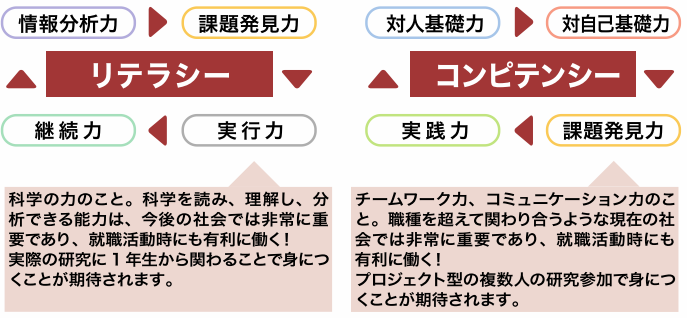 情報分析力
課題発見力
リテラシー
継続力
実行力
科学の力のこと。科学を読み、理解し、分
析できる能力は、今後の社会では非常に重
要であり、就職活動時にも有利に働く!
実際の研究に1年生から関わることで身につ
くことが期待されます。
対人基礎力
対自己基礎力
コンピテンシー
実践力
課題発見力
チームワーク力、コミュニケーション力のこ
と。職種を超えて関わり合うような現在の社
会では非常に重要であり、就職活動時にも
有利に働く!
プロジェクト型の複数人の研究参加で身につ
くことが期待されます。